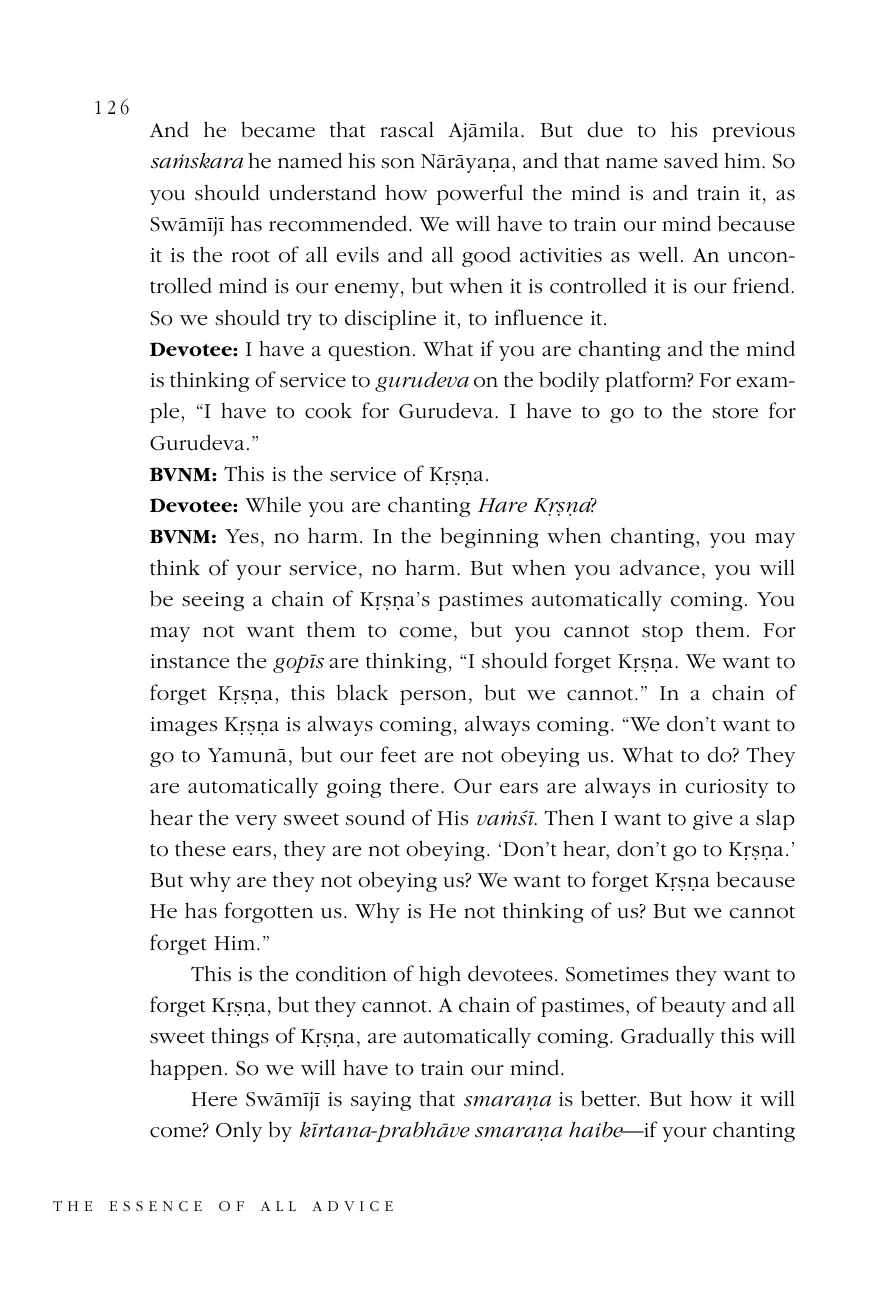 126
And he became that rascal Ajāmila. But due to his previous
saṁskara he named his son Nārāyaṇa, and that name saved him. So
you should understand how powerful the mind is and train it, as
Swāmījī has recommended. We will have to train our mind because
it is the root of all evils and all good activities as well. An uncon-
trolled mind is our enemy, but when it is controlled it is our friend.
So we should try to discipline it, to influence it.
Devotee: I have a question. What if you are chanting and the mind
is thinking of service to gurudeva on the bodily platform? For exam-
ple, “I have to cook for Gurudeva. I have to go to the store for
Gurudeva.”
BVNM: This is the service of Kṛṣṇa.
Devotee: While you are chanting Hare Kṛṣṇa?
BVNM: Yes, no harm. In the beginning when chanting, you may
think of your service, no harm. But when you advance, you will
be seeing a chain of Kṛṣṇa’s pastimes automatically coming. You
may not want them to come, but you cannot stop them. For
instance the gopīs are thinking, “I should forget Kṛṣṇa. We want to
forget Kṛṣṇa, this black person, but we cannot.” In a chain of
images Kṛṣṇa is always coming, always coming. “We don’t want to
go to Yamunā, but our feet are not obeying us. What to do? They
are automatically going there. Our ears are always in curiosity to
hear the very sweet sound of His vaṁśī. Then I want to give a slap
to these ears, they are not obeying. ‘Don’t hear, don’t go to Kṛṣṇa.’
But why are they not obeying us? We want to forget Kṛṣṇa because
He has forgotten us. Why is He not thinking of us? But we cannot
forget Him.”
This is the condition of high devotees. Sometimes they want to
forget Kṛṣṇa, but they cannot. A chain of pastimes, of beauty and all
sweet things of Kṛṣṇa, are automatically coming. Gradually this will
happen. So we will have to train our mind.
Here Swāmījī is saying that smaraṇa is better. But how it will
come? Only by kīrtana-prabhāve smaraṇa haibe—if your chanting
THE ESSENCE OF ALL ADVICE